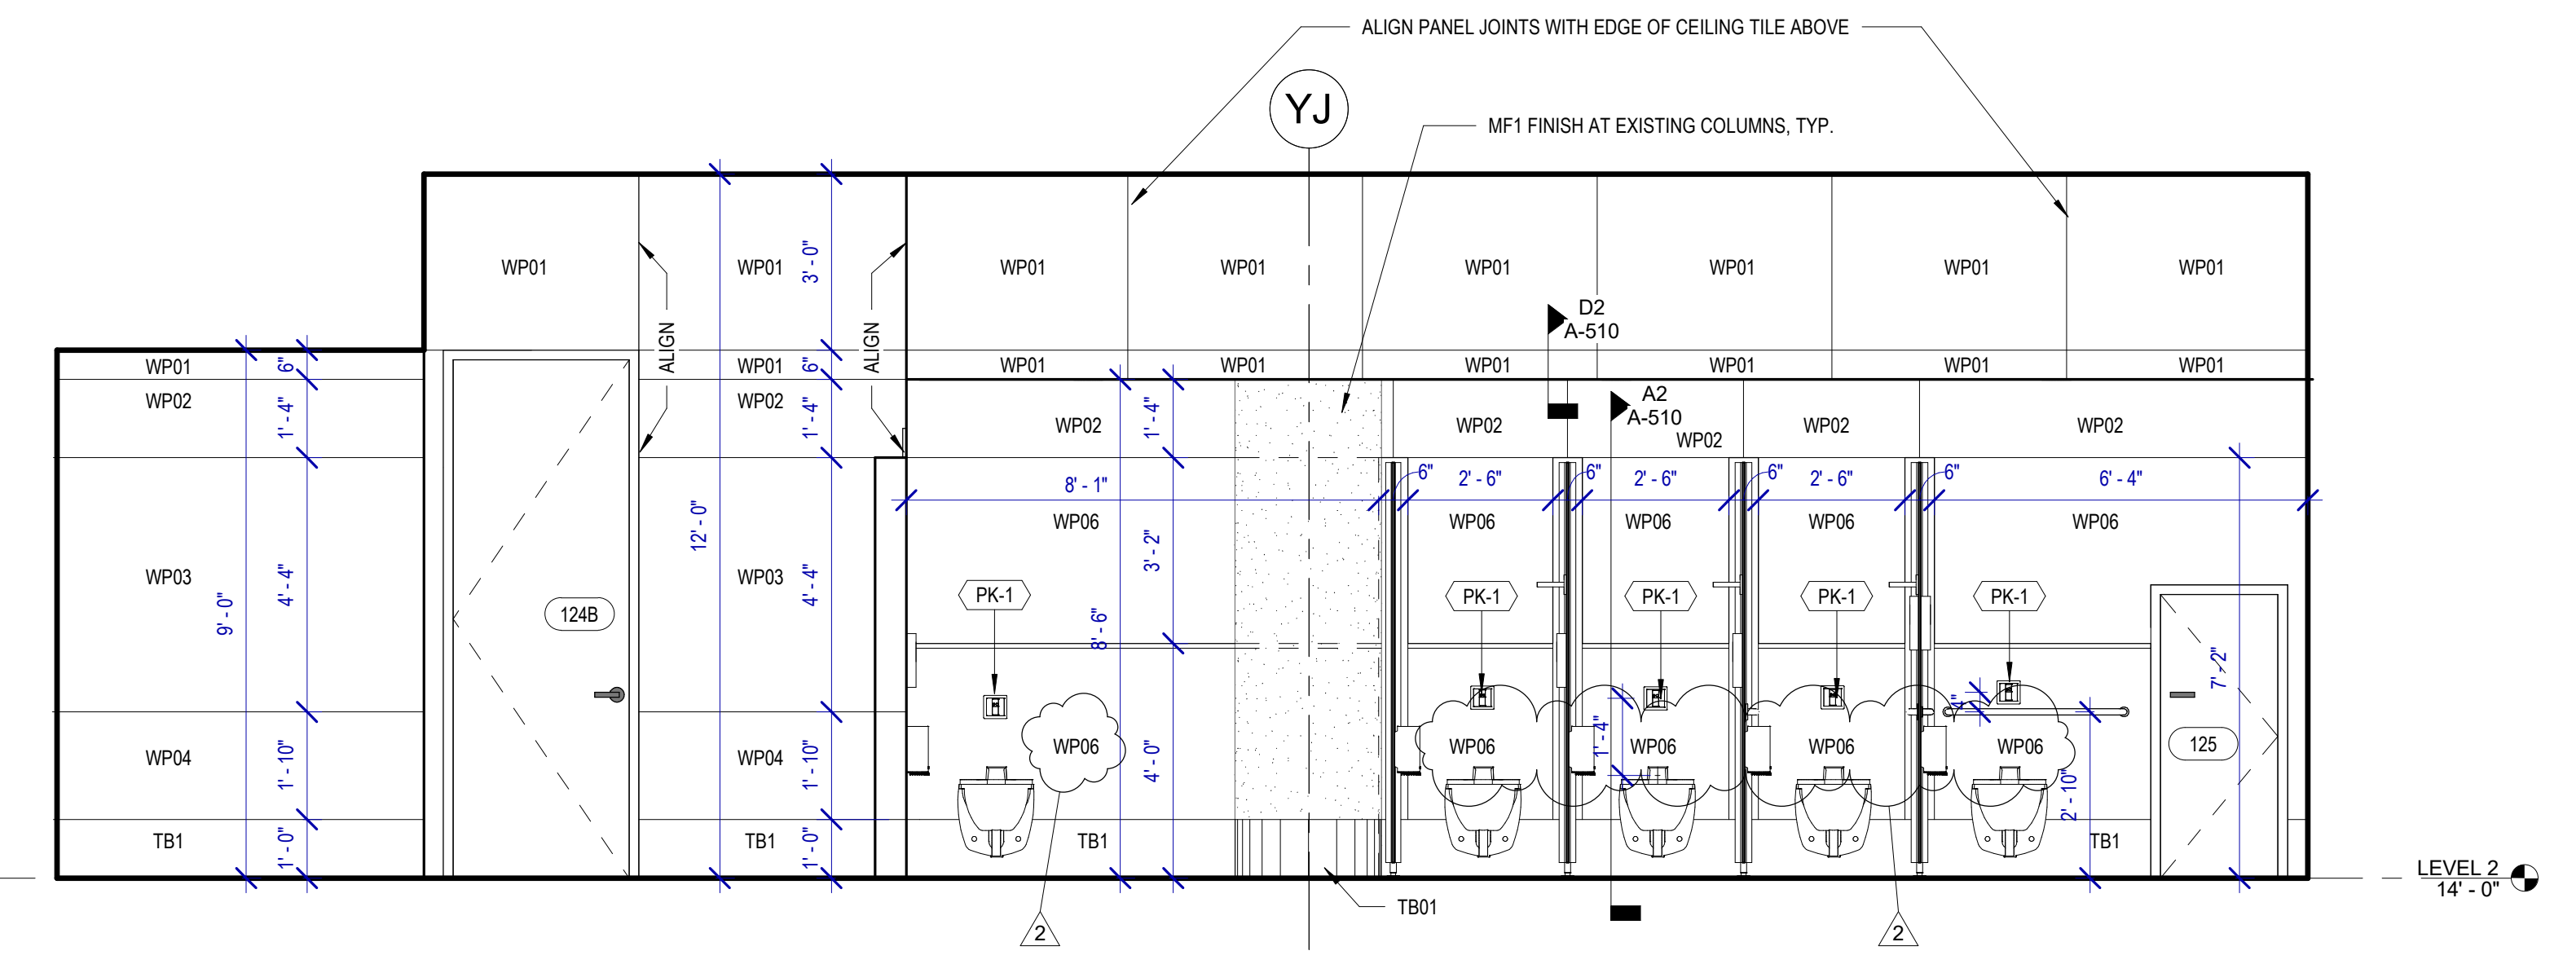 ALIGN PANEL JOINTS WITH EDGE OF CEILING TILE ABOVE
YJ
MF1 FINISH AT EXISTING COLUMNS, TYP.
WP01 WP01 3' - 0" WP01 WP01 WP01 WP01 WP01 WP01
ALIGN ALIGN
D2
A-510
WP01 6" WP01 6" WP01 WP01 WP01 WP01 WP01 WP01
A2
A-510
WP02 1' - 4" WP02 1' - 4" WP02 1' - 4" WP02 WP02 WP02 WP02
8' - 1" 6" 2' - 6" 6" 2' - 6" 6" 2' - 6" 6" 6' - 4"
12' - 0" WP06 WP06 WP06 WP06 WP06
3' - 2"
WP03 4' - 4" WP03 4' - 4"
9' - 0" 124B PK-1 PK-1 PK-1 PK-1 PK-1
8' - 6"
7' - 2"
4"
WP04 1' - 10" WP04 1' - 10" WP06 4' - 0" WP06 1' - 4" WP06 WP06 WP06 125
2' - 10"
TB1 1' - 0" TB1 1' - 0" TB1 TB1
LEVEL 2
14' - 0"
TB01
2 2